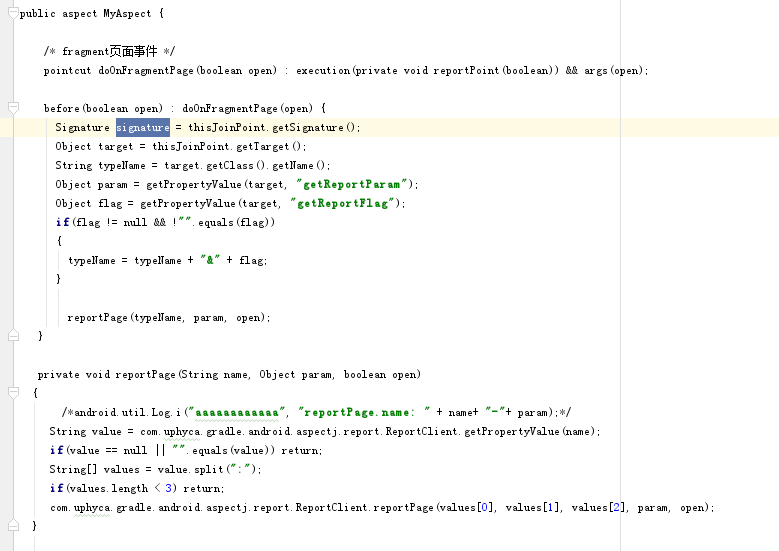 public aspect MyAspect {
/* fragment页面事件 */
pointcut doOnFragmentPage(boolean open) : execution(private void reportPoint(boolean)) && args(open);
before(boolean open) : doOnFragmentPage(open) {
Signature signature = thisJoinPoint.getSignature();
Object target = thisJoinPoint.getTarget();
String typeName = target.getClass().getName();
Object param = getPropertyValue(target, "getReportParam");
Object flag = getPropertyValue(target, "getReportFlag");
if(flag != null && !"".equals(flag))
{
typeName = typeName + "&" + flag;
}
reportPage(typeName, param, open);
}
private void reportPage(String name, Object param, boolean open)
{
/*android.util.Log.i("aaaaaaaaaaaa", "reportPage.name: " + name+ "-"+ param);*/
String value = com.uphyca.gradle.android.aspectj.report.ReportClient.getPropertyValue(name);
if(value == null || "".equals(value)) return;
String[] values = value.split(":");
if(values.length < 3) return;
com.uphyca.gradle.android.aspectj.report.ReportClient.reportPage(values[0], values[1], values[2], param, open);
}